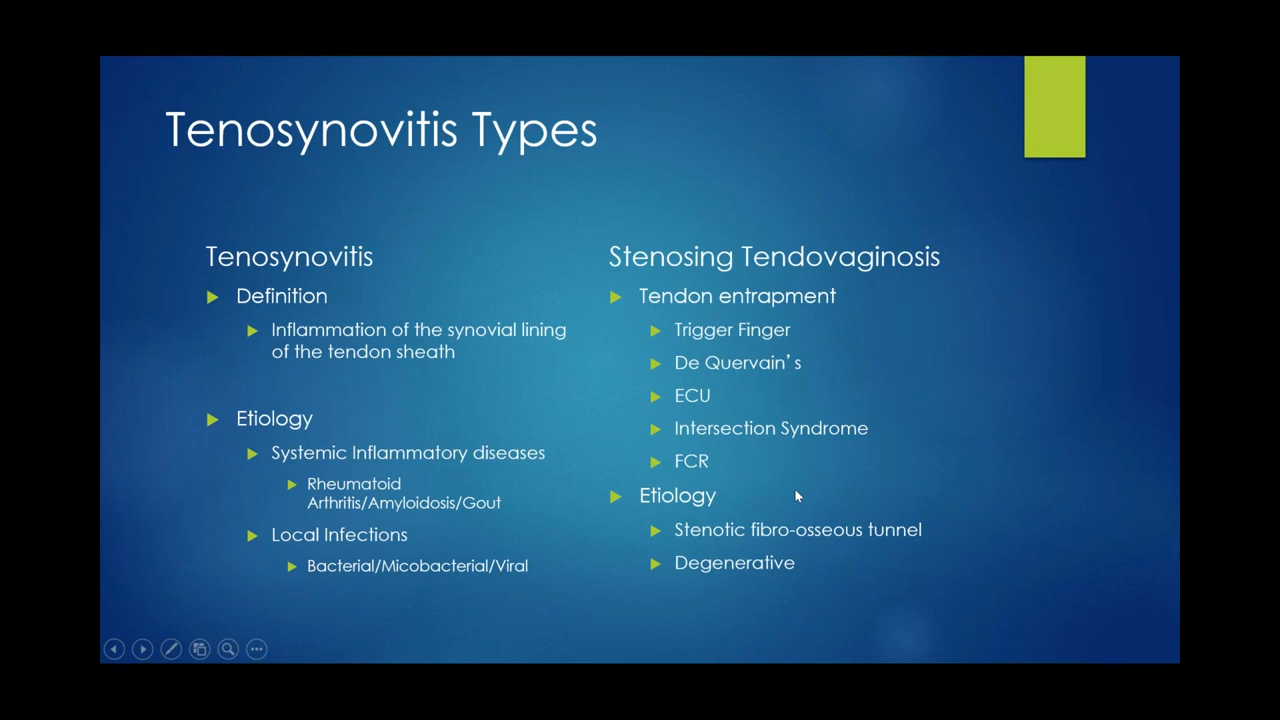 Tenosynovitis Types
Tenosynovitis
Definition
Inflammation of the synovial lining
of the tendon sheath
Etiology
Systemic Inflammatory diseases
Rheumatoid
Arthritis/Amyloidosis/Gout
Local Infections
Bacterial/Micobacterial/Viral
Stenosing Tendovaginosis
Tendon entrapment
Trigger Finger
De Quervain’s
ECU
Intersection Syndrome
FCR
Etiology
Stenotic fibro-osseous tunnel
Degenerative